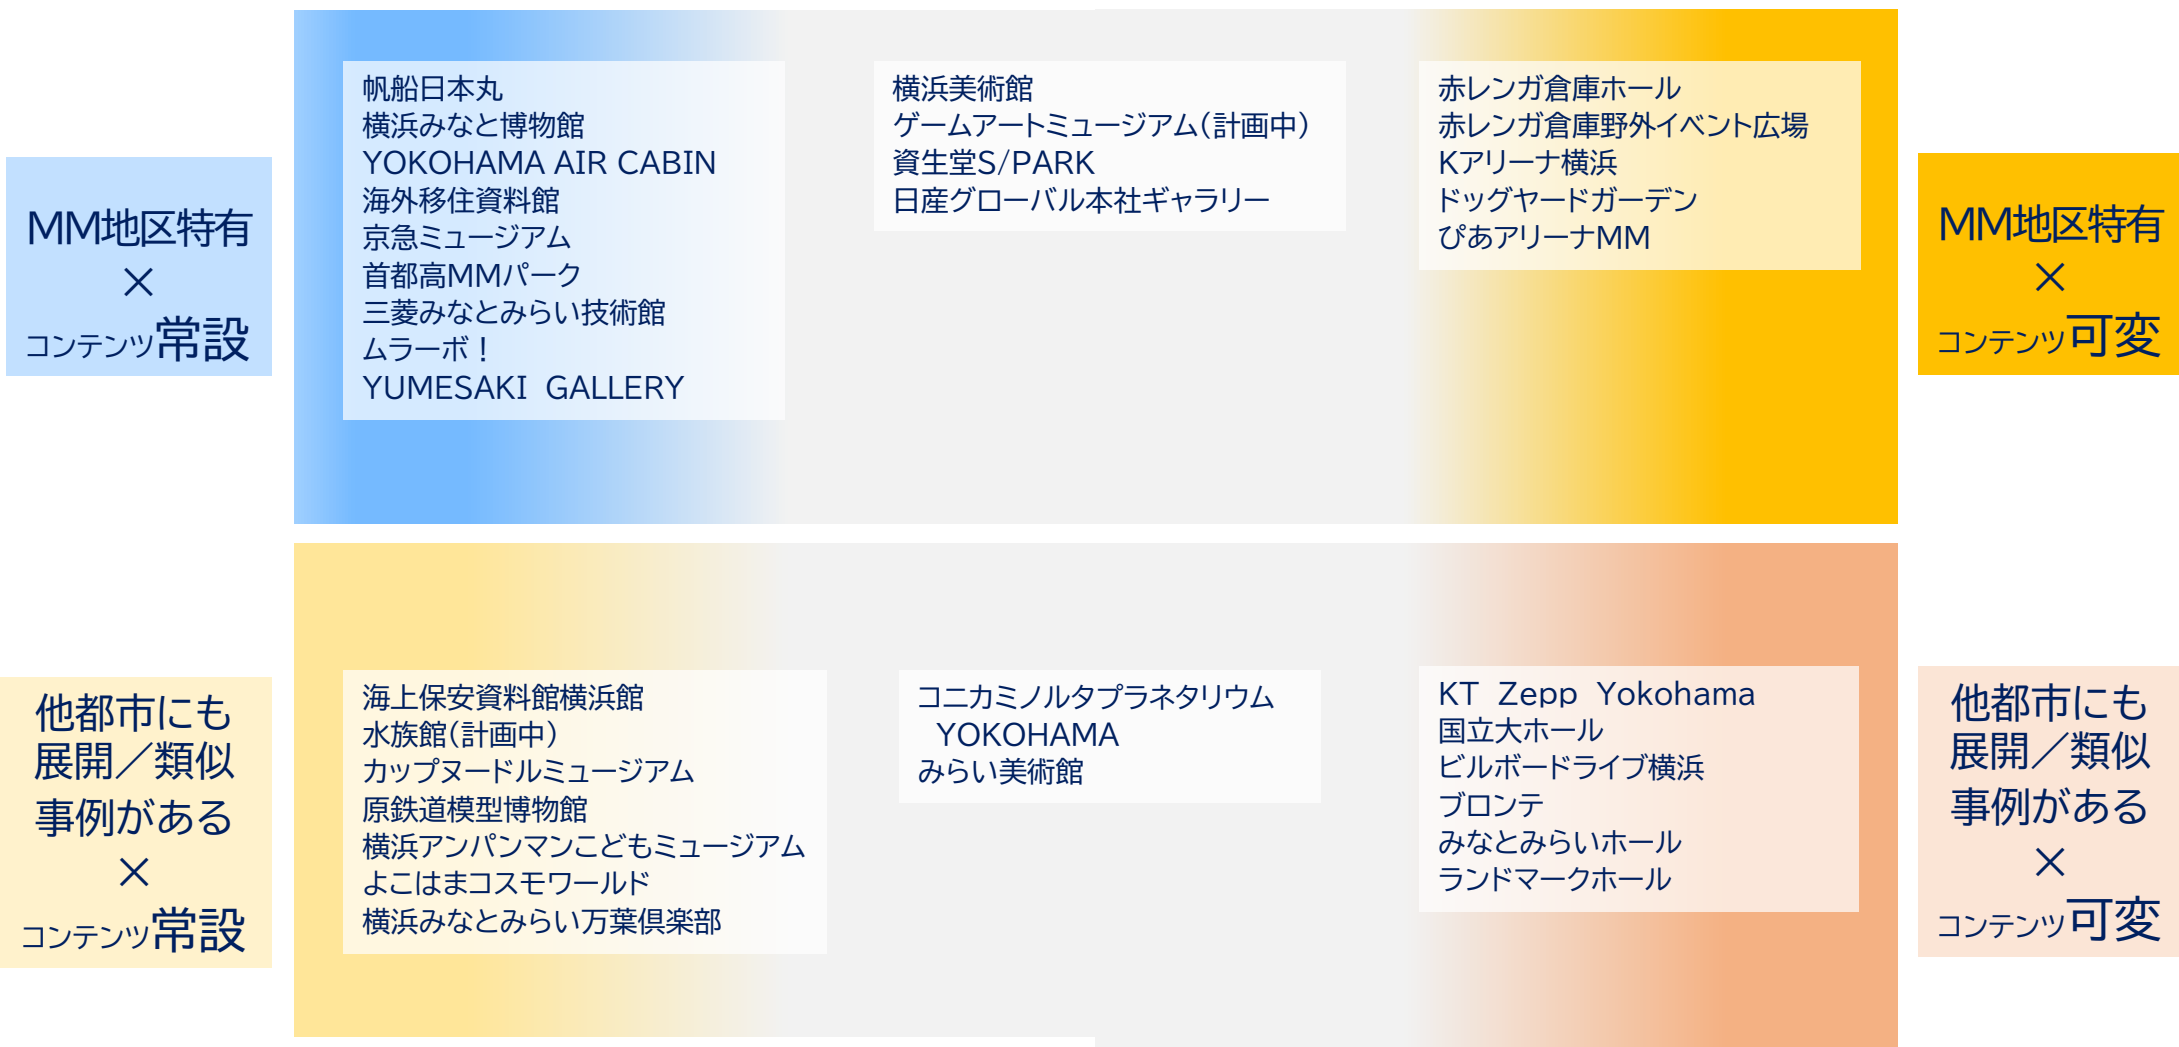 MM地区特有
×
コンテンツ常設
帆船日本丸
横浜みなと博物館
YOKOHAMA AIR CABIN
海外移住資料館
京急ミュージアム
首都高MMパーク
三菱みなとみらい技術館
ムラーボ！
YUMESAKI GALLERY
横浜美術館
ゲームアートミュージアム（計画中）
資生堂S/PARK
日産グローバル本社ギャラリー
赤レンガ倉庫ホール
赤レンガ倉庫野外イベント広場
Kアリーナ横浜
ドッグヤードガーデン
ぴあアリーナMM
MM地区特有
×
コンテンツ可変
他都市にも
展開／類似
事例がある
×
コンテンツ常設
海上保安資料館横浜館
水族館（計画中）
カップヌードルミュージアム
原鉄道模型博物館
横浜アンパンマンこどもミュージアム
よこはまコスモワールド
横浜みなとみらい万葉倶楽部
コニカミノルタプラネタリウム
YOKOHAMA
みらい美術館
KT Zepp Yokohama
国立大ホール
ビルボードライブ横浜
ブロンテ
みなとみらいホール
ランドマークホール
他都市にも
展開／類似
事例がある
×
コンテンツ可変